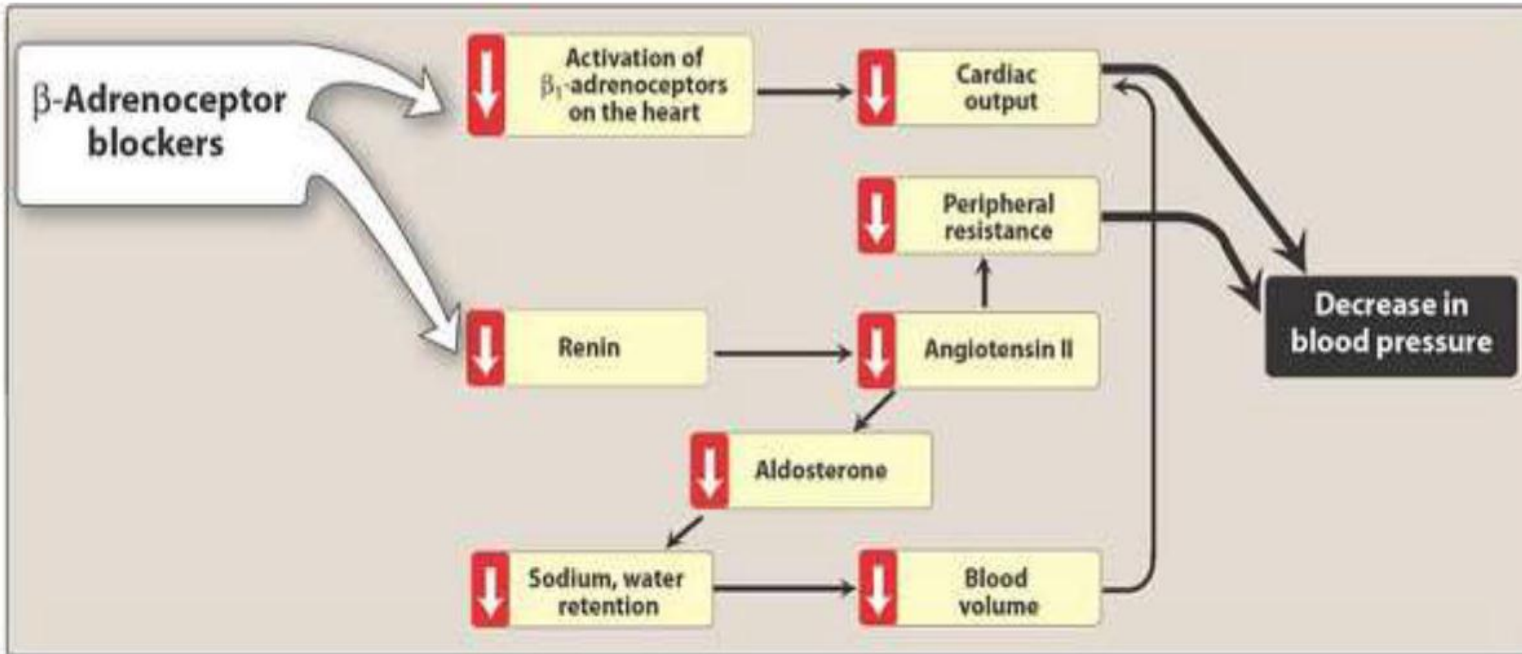 β-Adrenoceptor
blockers
Activation of
β₁-adrenoceptors
on the heart
Cardiac
output
Peripheral
resistance
Renin
Angiotensin II
Decrease in
blood pressure
Aldosterone
Sodium, water
retention
Blood
volume